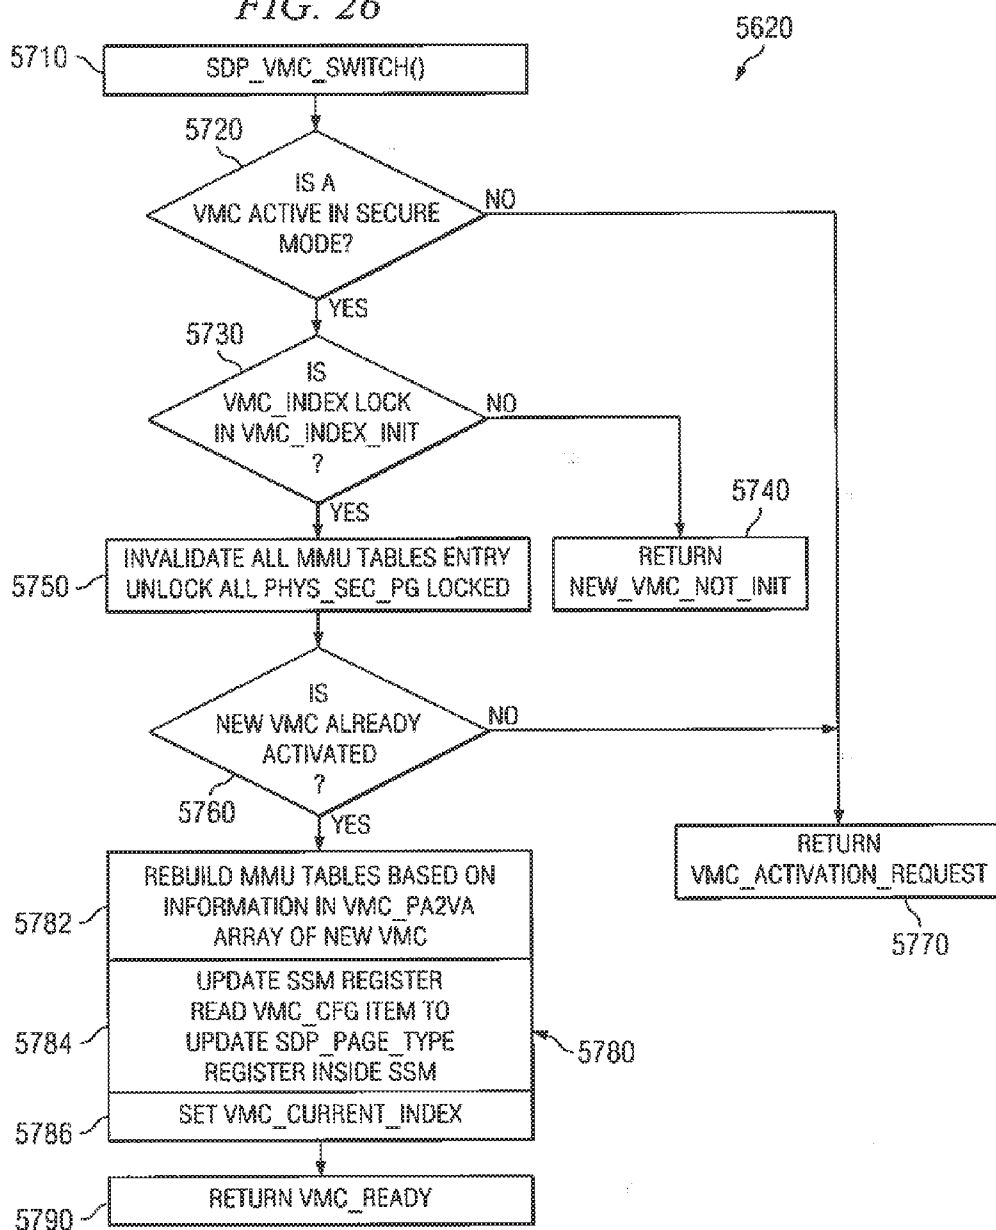 FIG. 26
5620
5710
SDP_VMC_SWITCH()
5720
IS A
VMC ACTIVE IN SECURE
MODE?
NO
YES
5730
IS
VMC_INDEX LOCK
IN VMC_INDEX_INIT
?
NO
YES
5740
RETURN
NEW_VMC_NOT_INIT
5750
INVALIDATE ALL MMU TABLES ENTRY
UNLOCK ALL PHYS_SEC_PG LOCKED
IS
NEW VMC ALREADY
ACTIVATED
?
NO
5760
YES
RETURN
VMC_ACTIVATION_REQUEST
5770
5782
REBUILD MMU TABLES BASED ON
INFORMATION IN VMC_PA2VA
ARRAY OF NEW VMC
5784
UPDATE SSM REGISTER
READ VMC_CFG ITEM TO
UPDATE SDP_PAGE_TYPE
REGISTER INSIDE SSM
5780
5786
SET VMC_CURRENT_INDEX
5790
RETURN VMC_READY